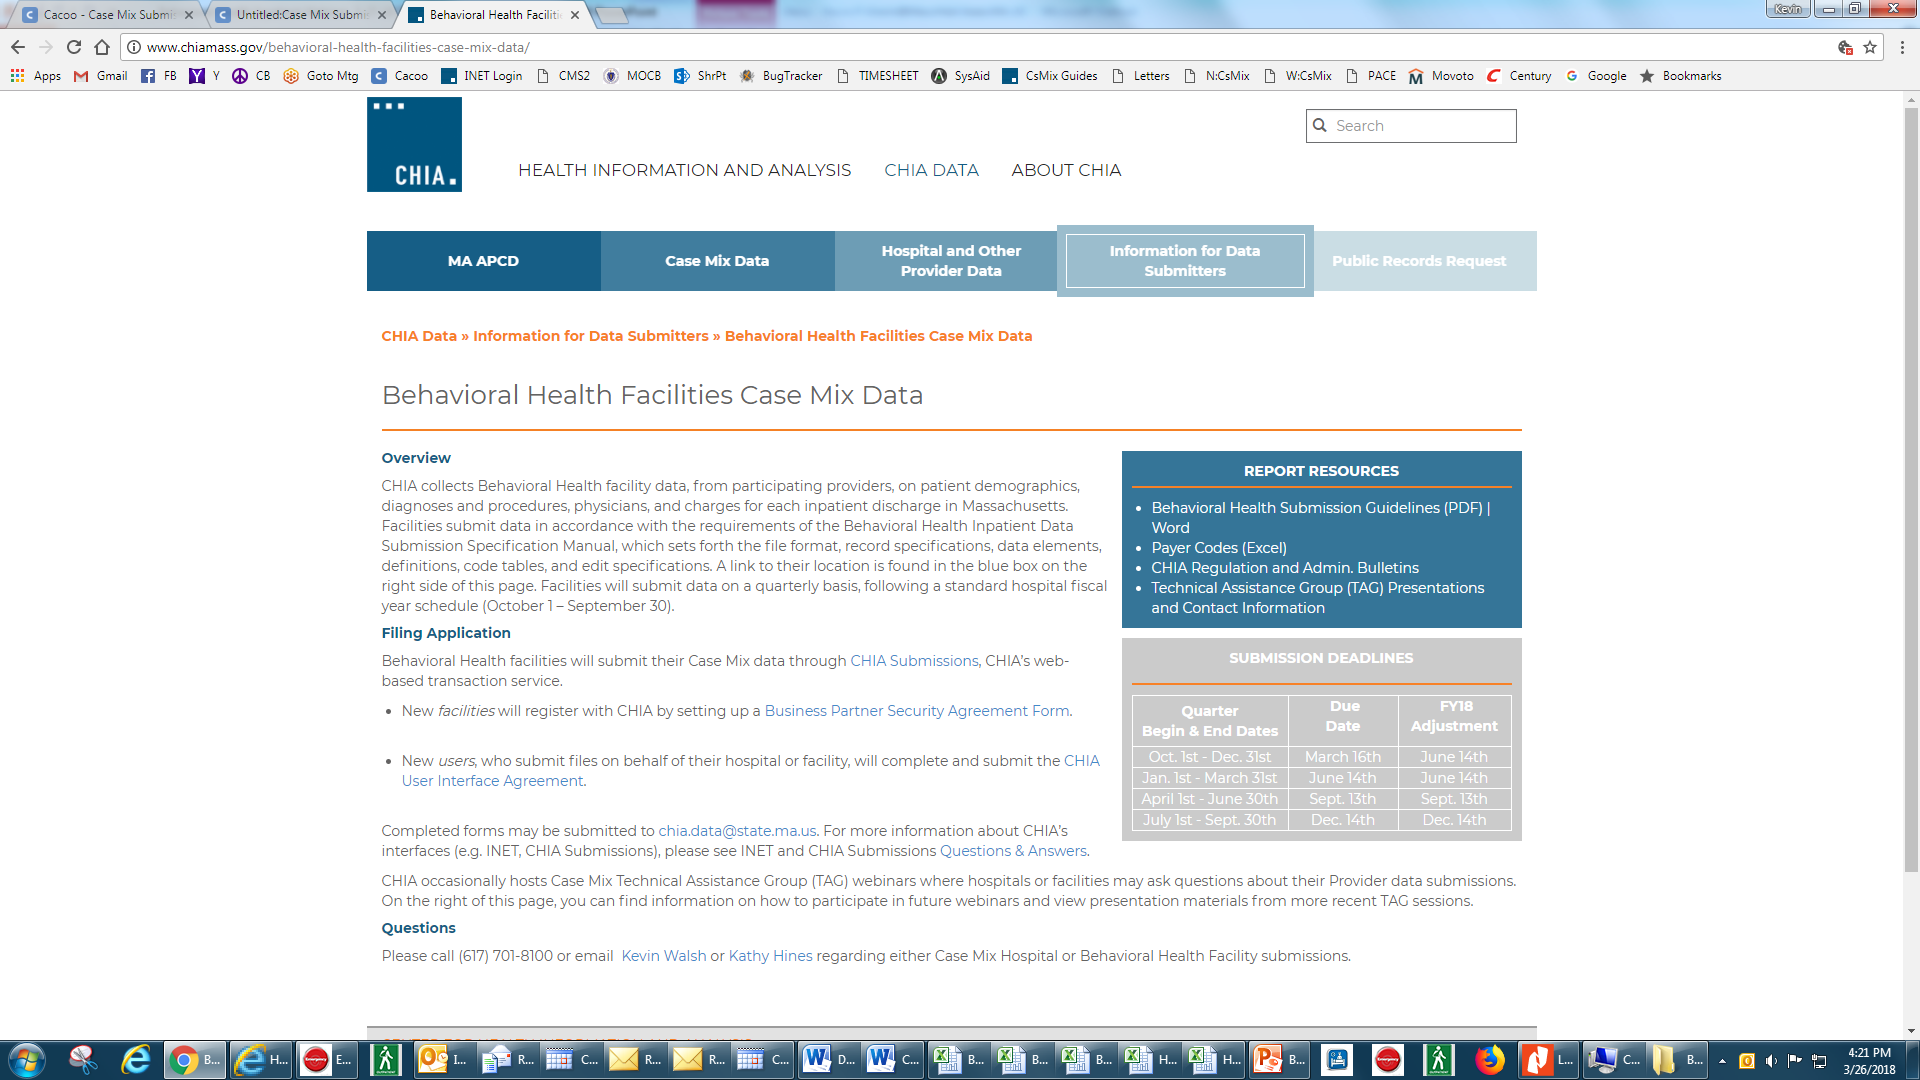 Cacoo - Case Mix Submi
Untitled:Case Mix Submis
Behavioral Health Faciliti
Kevin
www.chiamass.gov/behavioral-health-facilities-case-mix-data/
Apps Gmail FB Y CB Goto Mtg Cacoo INET Login CMS2 MOCB ShrPt BugTracker TIMESHEET SysAid CsMix Guides Letters N:CsMix W:CsMix PACE Movoto Century Google Bookmarks
CHIA.
Search
HEALTH INFORMATION AND ANALYSIS CHIA DATA ABOUT CHIA
MA APCD
Case Mix Data
Hospital and Other
Provider Data
Information for Data
Submitters
Public Records Request
CHIA Data » Information for Data Submitters » Behavioral Health Facilities Case Mix Data
Behavioral Health Facilities Case Mix Data
Overview
CHIA collects Behavioral Health facility data, from participating providers, on patient demographics,
diagnoses and procedures, physicians, and charges for each inpatient discharge in Massachusetts.
Facilities submit data in accordance with the requirements of the Behavioral Health Inpatient Data
Submission Specification Manual, which sets forth the file format, record specifications, data elements,
definitions, code tables, and edit specifications. A link to their location is found in the blue box on the
right side of this page. Facilities will submit data on a quarterly basis, following a standard hospital fiscal
year schedule (October 1 – September 30).
Filing Application
Behavioral Health facilities will submit their Case Mix data through CHIA Submissions, CHIA's web-
based transaction service.
• New facilities will register with CHIA by setting up a Business Partner Security Agreement Form.
• New users, who submit files on behalf of their hospital or facility, will complete and submit the CHIA
User Interface Agreement.
Completed forms may be submitted to chia.data@state.ma.us. For more information about CHIA's
interfaces (e.g. INET, CHIA Submissions), please see INET and CHIA Submissions Questions & Answers.
CHIA occasionally hosts Case Mix Technical Assistance Group (TAG) webinars where hospitals or facilities may ask questions about their Provider data submissions.
On the right of this page, you can find information on how to participate in future webinars and view presentation materials from more recent TAG sessions.
Questions
Please call (617) 701-8100 or email Kevin Walsh or Kathy Hines regarding either Case Mix Hospital or Behavioral Health Facility submissions.
REPORT RESOURCES
• Behavioral Health Submission Guidelines (PDF) |
Word
• Payer Codes (Excel)
• CHIA Regulation and Admin. Bulletins
• Technical Assistance Group (TAG) Presentations
and Contact Information
SUBMISSION DEADLINES
Quarter
Begin & End Dates
Due
Date
FY18
Adjustment
Oct. 1st - Dec. 31st March 16th June 14th
Jan. 1st - March 31st June 14th June 14th
April 1st - June 30th Sept. 13th Sept. 13th
July 1st - Sept. 30th Dec. 14th Dec. 14th
B... H... E... I... R... C... R... R... C... D... C... B... B... B... H... H... B... L... C... B...
4:21 PM
3/26/2018